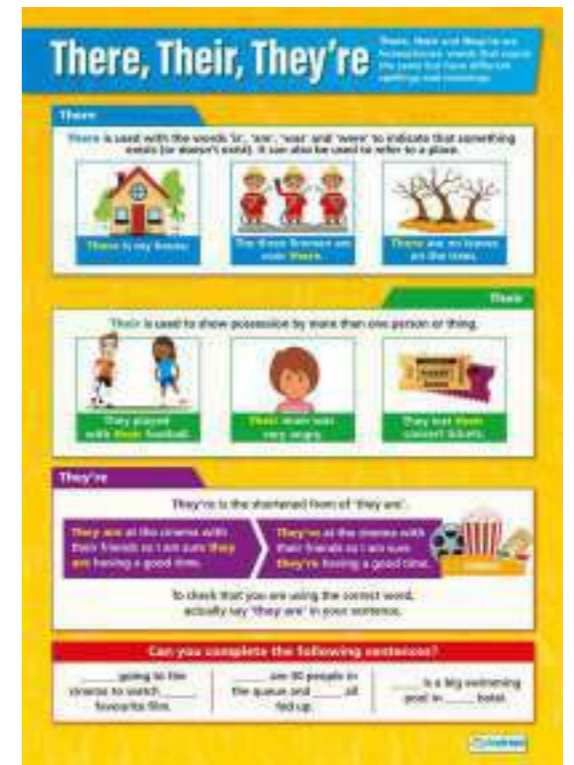 There, Their, They're
There, their and they're are
homophones: words that sound
the same but have different
spellings and meanings.
There
There is used with the words 'is', 'are', 'was' and 'were' to indicate that something
exists (or doesn't exist). It can also be used to refer to a place.
There is my house.
The three firemen are
over there.
There are no leaves
on the trees.
Their
Their is used to show possession by more than one person or thing.
They played
with their football.
Their mum was
very angry.
They lost their
concert tickets.
They're
They're is the shortened from of 'they are'.
They are at the cinema with
their friends so I am sure they
are having a good time.
They're at the cinema with
their friends so I am sure
they're having a good time.
To check that you are using the correct word,
actually say 'they are' in your sentence.
Can you complete the following sentences?
_____ going to the
cinema to watch _____
favourite film.
_____ are 30 people in
the queue and _____ all
fed up.
_____ is a big swimming
pool in _____ hotel.